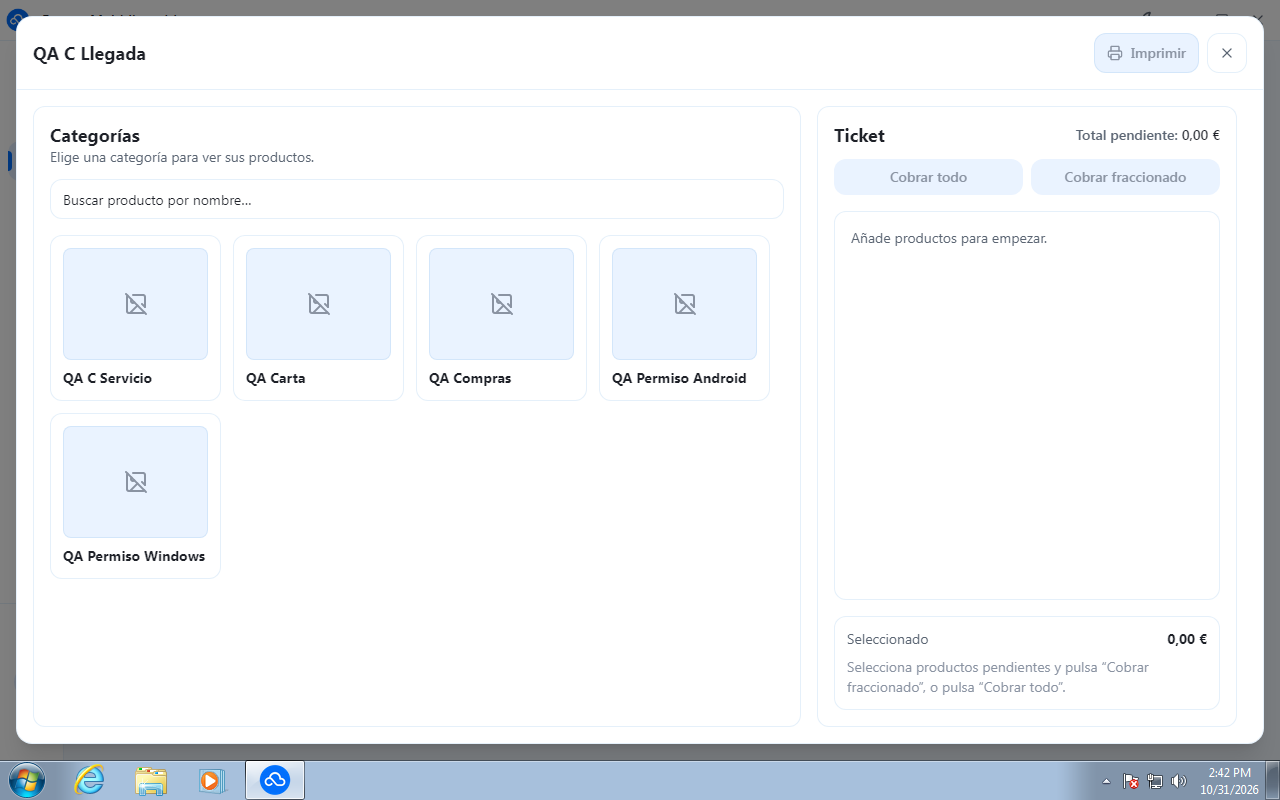 QA C Llegada
Imprimir
Categorías
Elige una categoría para ver sus productos.
Buscar producto por nombre...
QA C Servicio
QA Carta
QA Compras
QA Permiso Android
QA Permiso Windows
Ticket
Total pendiente: 0,00 €
Cobrar todo
Cobrar fraccionado
Añade productos para empezar.
Seleccionado
0,00 €
Selecciona productos pendientes y pulsa “Cobrar
fraccionado”, o pulsa “Cobrar todo”.
2:42 PM
10/31/2026